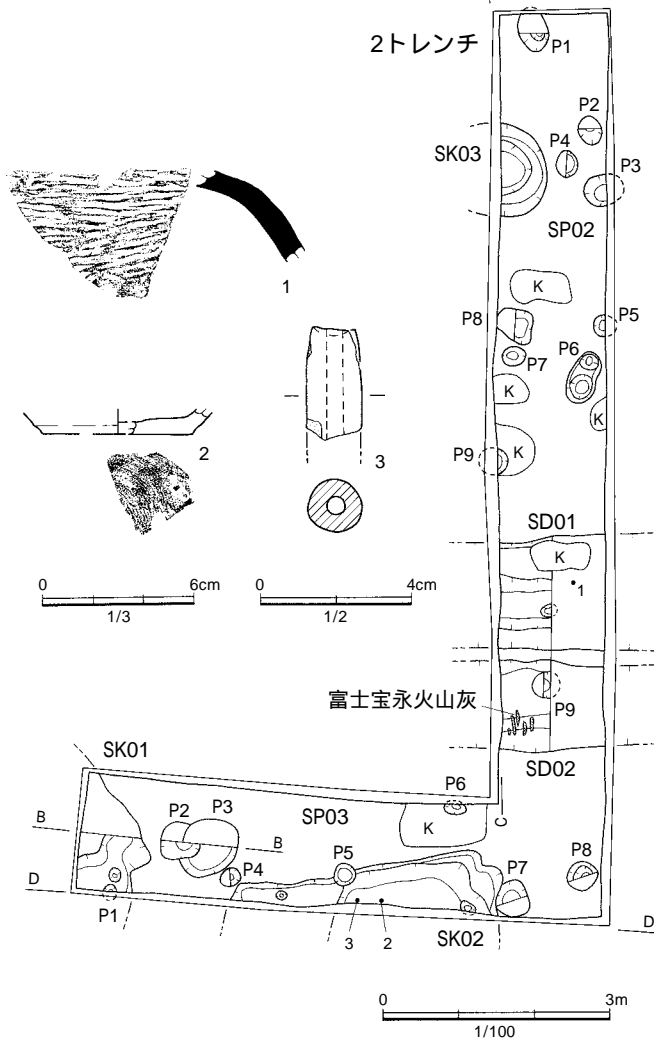 2トレンチ
P1
P2
P4
SK03
P3
SP02
1
K
P8
P5
P7
P6
K
K
3
2
P9
K
SD01
K
1
0 6cm
1/3
0 4cm
1/2
富士宝永火山灰
P9
SD02
SK01
P6
B
P2
P3
SP03
K
C
B
P4
P5
P7
P8
D
P1
3
2
SK02
D
0 3m
1/100